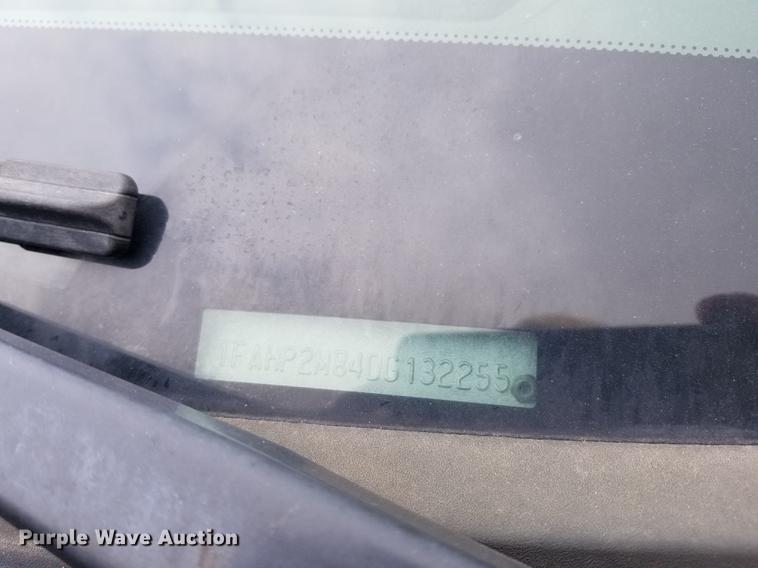 1FAHP2M84DG132255
Purple Wave Auction